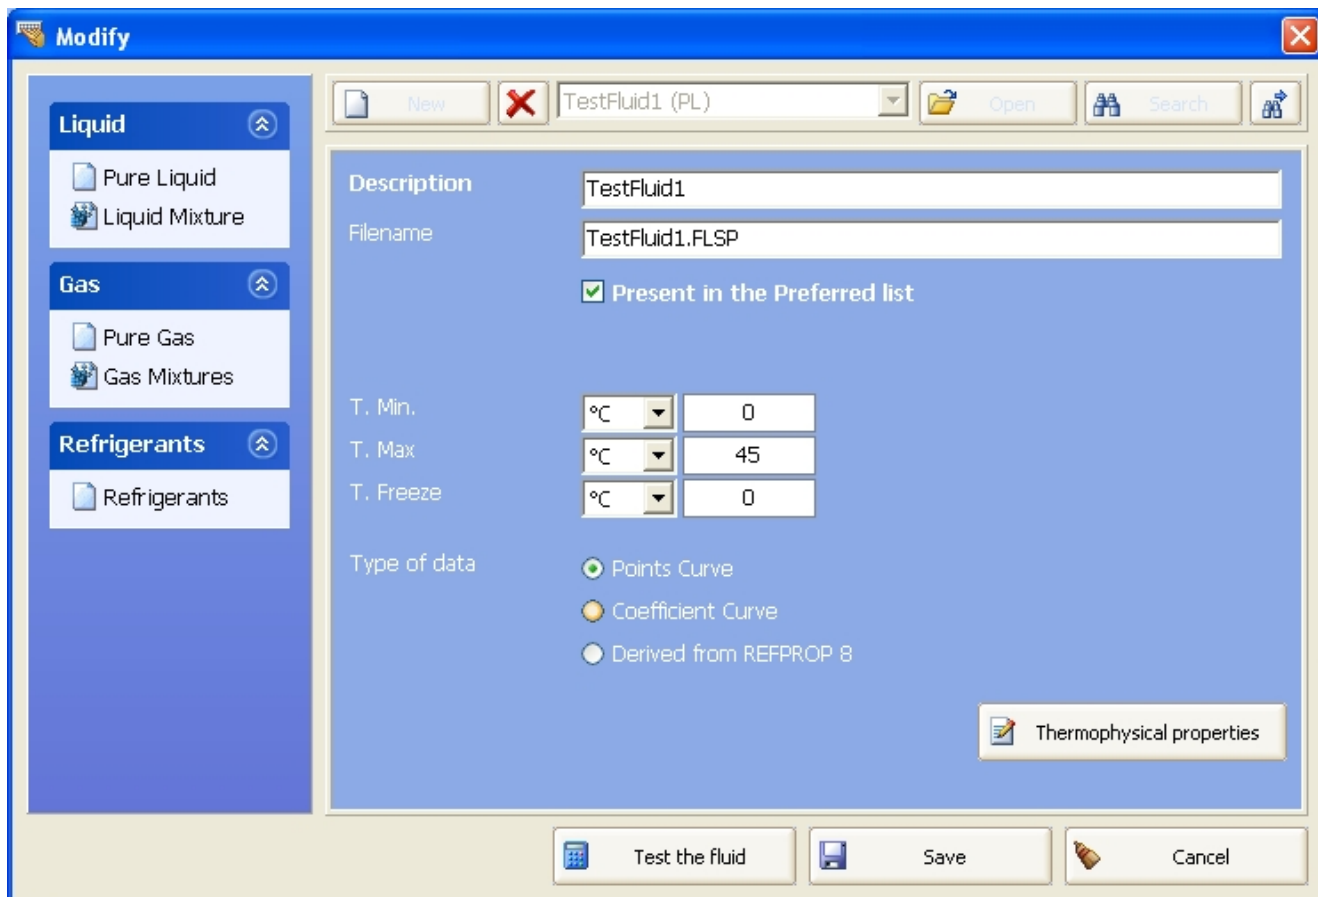 Modify
Liquid
Pure Liquid
Liquid Mixture
Gas
Pure Gas
Gas Mixtures
Refrigerants
Refrigerants
New
TestFluid1 (PL)
Open
Search
Description
TestFluid1
Filename
TestFluid1.FLSP
Present in the Preferred list
T. Min. °C 0
T. Max °C 45
T. Freeze °C 0
Type of data
Points Curve
Coefficient Curve
Derived from REFPROP 8
Thermophysical properties
Test the fluid
Save
Cancel